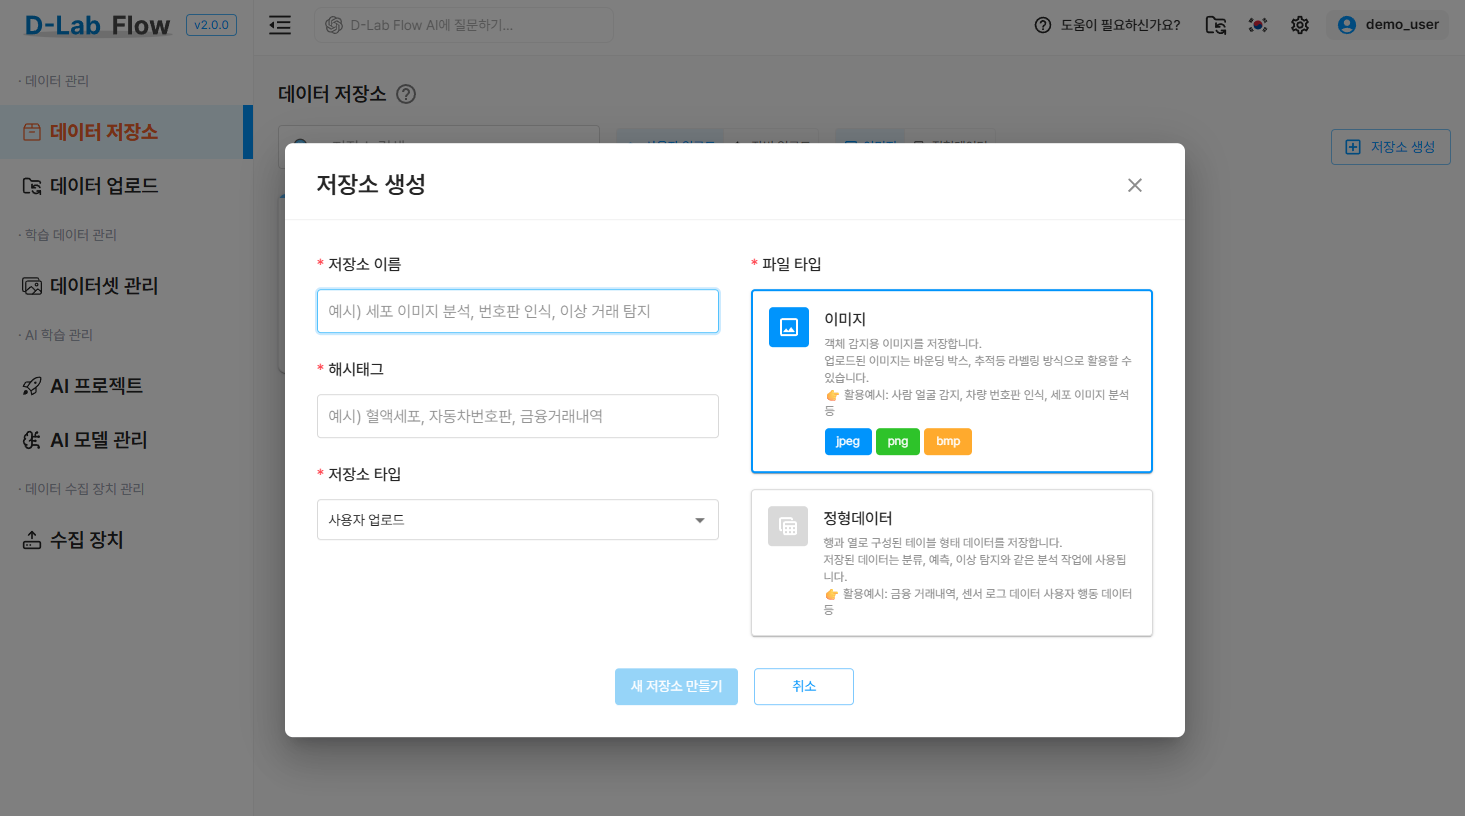 D-Lab Flow v2.0.0
D-Lab Flow AI에 질문하기...
도움이 필요하신가요?
demo_user
· 데이터 관리
데이터 저장소
데이터 업로드
· 학습 데이터 관리
데이터셋 관리
· AI 학습 관리
AI 프로젝트
AI 모델 관리
· 데이터 수집 장치 관리
수집 장치
데이터 저장소
저장소 생성
저장소 생성
* 저장소 이름
예시) 세포 이미지 분석, 번호판 인식, 이상 거래 탐지
* 해시태그
예시) 혈액세포, 자동차번호판, 금융거래내역
* 저장소 타입
사용자 업로드
* 파일 타입
이미지
객체 감지용 이미지를 저장합니다.
업로드된 이미지는 바운딩 박스, 추적등 라벨링 방식으로 활용할 수
있습니다.
👉 활용예시: 사람 얼굴 감지, 차량 번호판 인식, 세포 이미지 분석
등
jpeg png bmp
정형데이터
행과 열로 구성된 테이블 형태 데이터를 저장합니다.
저장된 데이터는 분류, 예측, 이상 탐지와 같은 분석 작업에 사용됩
니다.
👉 활용예시: 금융 거래내역, 센서 로그 데이터 사용자 행동 데이터
등
새 저장소 만들기
취소